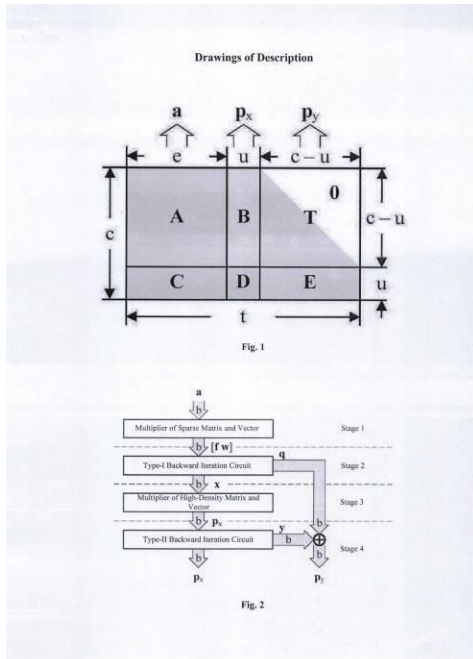 Drawings of Description
a px py
e u c – u
0
A B T
c c – u
C D E u
t
Fig. 1
a
b
Multiplier of Sparse Matrix and Vector Stage 1
b [f w]
q
Type-I Backward Iteration Circuit Stage 2
b x
Multiplier of High-Density Matrix and
Vector
Stage 3
b px b
y
Type-II Backward Iteration Circuit b ⊕ Stage 4
b b
px py
Fig. 2